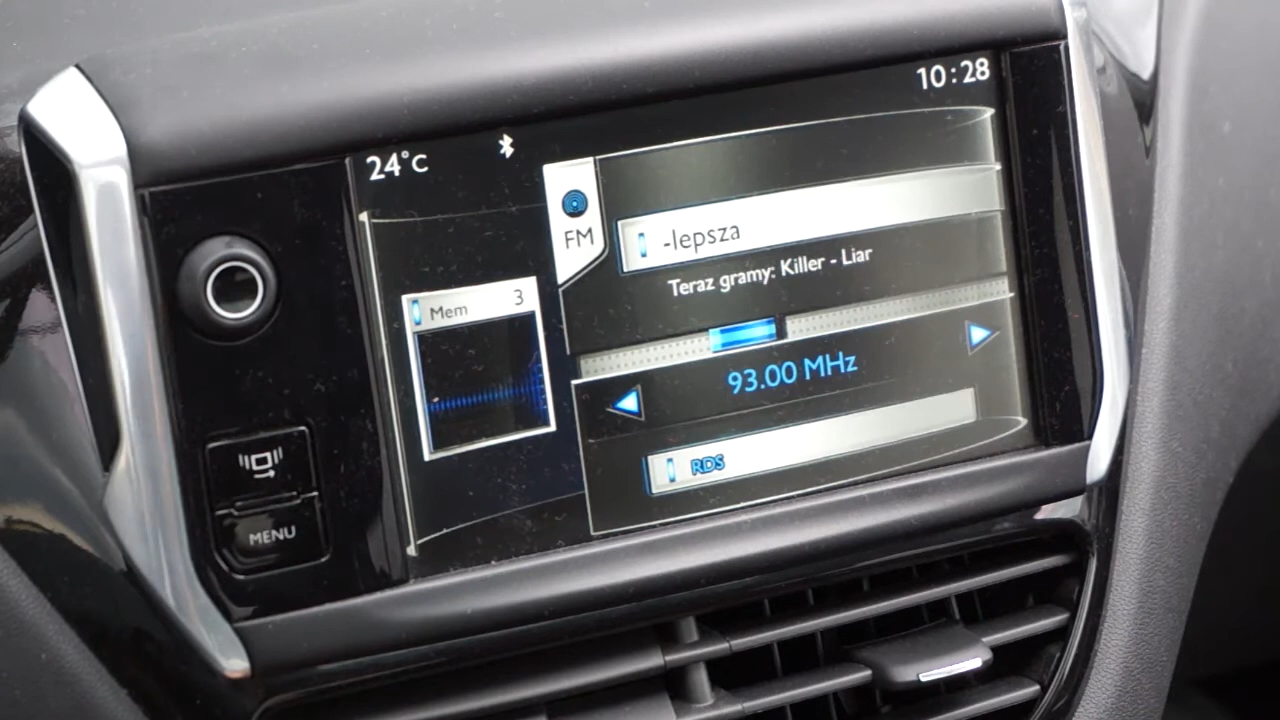 10:28
24°C
FM
-lepsza
Teraz gramy: Killer - Liar
Mem 3
93.00 MHz
RDS
MENU